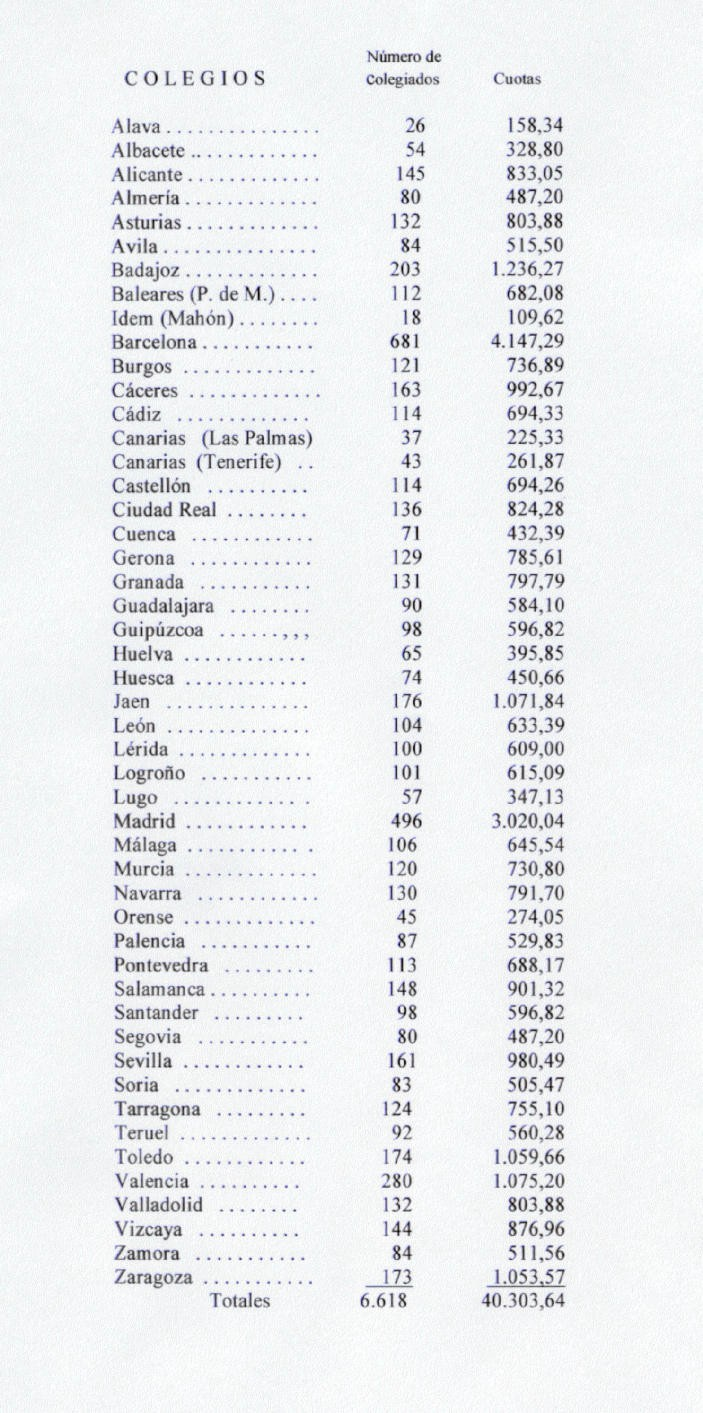 Número de
COLEGIOS colegiados Cuotas
Alava . . . . . . . . . . . . . . . 26 158,34
Albacete .. . . . . . . . . . . . . 54 328,80
Alicante . . . . . . . . . . . . . 145 833,05
Almería . . . . . . . . . . . . . 80 487,20
Asturias . . . . . . . . . . . . . 132 803,88
Avila . . . . . . . . . . . . . . . 84 515,50
Badajoz . . . . . . . . . . . . . 203 1.236,27
Baleares (P. de M.) . . . . 112 682,08
Idem (Mahón) . . . . . . . . 18 109,62
Barcelona . . . . . . . . . . . 681 4.147,29
Burgos . . . . . . . . . . . . . 121 736,89
Cáceres . . . . . . . . . . . . . 163 992,67
Cádiz . . . . . . . . . . . . . 114 694,33
Canarias (Las Palmas) 37 225,33
Canarias (Tenerife) . . 43 261,87
Castellón . . . . . . . . . . 114 694,26
Ciudad Real . . . . . . . . 136 824,28
Cuenca . . . . . . . . . . . . 71 432,39
Gerona . . . . . . . . . . . . 129 785,61
Granada . . . . . . . . . . . 131 797,79
Guadalajara . . . . . . . . 90 584,10
Guipúzcoa . . . . . . , , , 98 596,82
Huelva . . . . . . . . . . . . 65 395,85
Huesca . . . . . . . . . . . . 74 450,66
Jaen . . . . . . . . . . . . . . 176 1.071,84
León . . . . . . . . . . . . . . 104 633,39
Lérida . . . . . . . . . . . . . 100 609,00
Logroño . . . . . . . . . . . 101 615,09
Lugo . . . . . . . . . . . . . 57 347,13
Madrid . . . . . . . . . . . . 496 3.020,04
Málaga . . . . . . . . . . . . 106 645,54
Murcia . . . . . . . . . . . . . 120 730,80
Navarra . . . . . . . . . . . . 130 791,70
Orense . . . . . . . . . . . . . 45 274,05
Palencia . . . . . . . . . . . 87 529,83
Pontevedra . . . . . . . . . 113 688,17
Salamanca . . . . . . . . . . 148 901,32
Santander . . . . . . . . . 98 596,82
Segovia . . . . . . . . . . . 80 487,20
Sevilla . . . . . . . . . . . . 161 980,49
Soria . . . . . . . . . . . . . 83 505,47
Tarragona . . . . . . . . . 124 755,10
Teruel . . . . . . . . . . . . . 92 560,28
Toledo . . . . . . . . . . . . 174 1.059,66
Valencia . . . . . . . . . . 280 1.075,20
Valladolid . . . . . . . . 132 803,88
Vizcaya . . . . . . . . . . 144 876,96
Zamora . . . . . . . . . . . 84 511,56
Zaragoza . . . . . . . . . . . 173 1.053,57
Totales 6.618 40.303,64